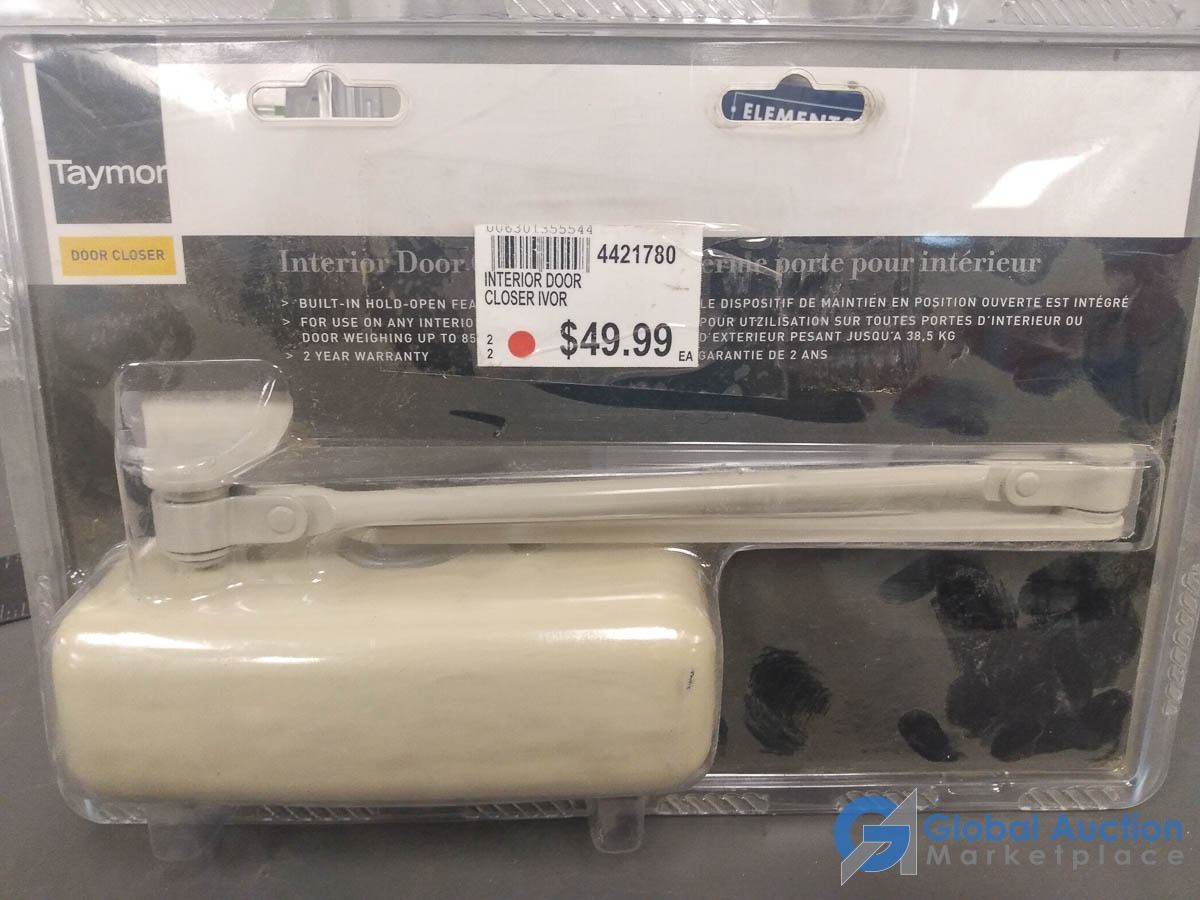 ELEMENTS
Taymor
DOOR CLOSER
006301355544
4421780
INTERIOR DOOR
CLOSER IVOR
2
2
$49.99
EA
Interior Door
porte pour intérieur
> BUILT-IN HOLD-OPEN FEA
> FOR USE ON ANY INTERIO
DOOR WEIGHING UP TO 85
> 2 YEAR WARRANTY
LE DISPOSITIF DE MAINTIEN EN POSITION OUVERTE EST INTÉGRÉ
POUR UTZILISATION SUR TOUTES PORTES D'INTERIEUR OU
D'EXTERIEUR PESANT JUSQU'A 38,5 KG
GARANTIE DE 2 ANS
Global Auction
Marketplace